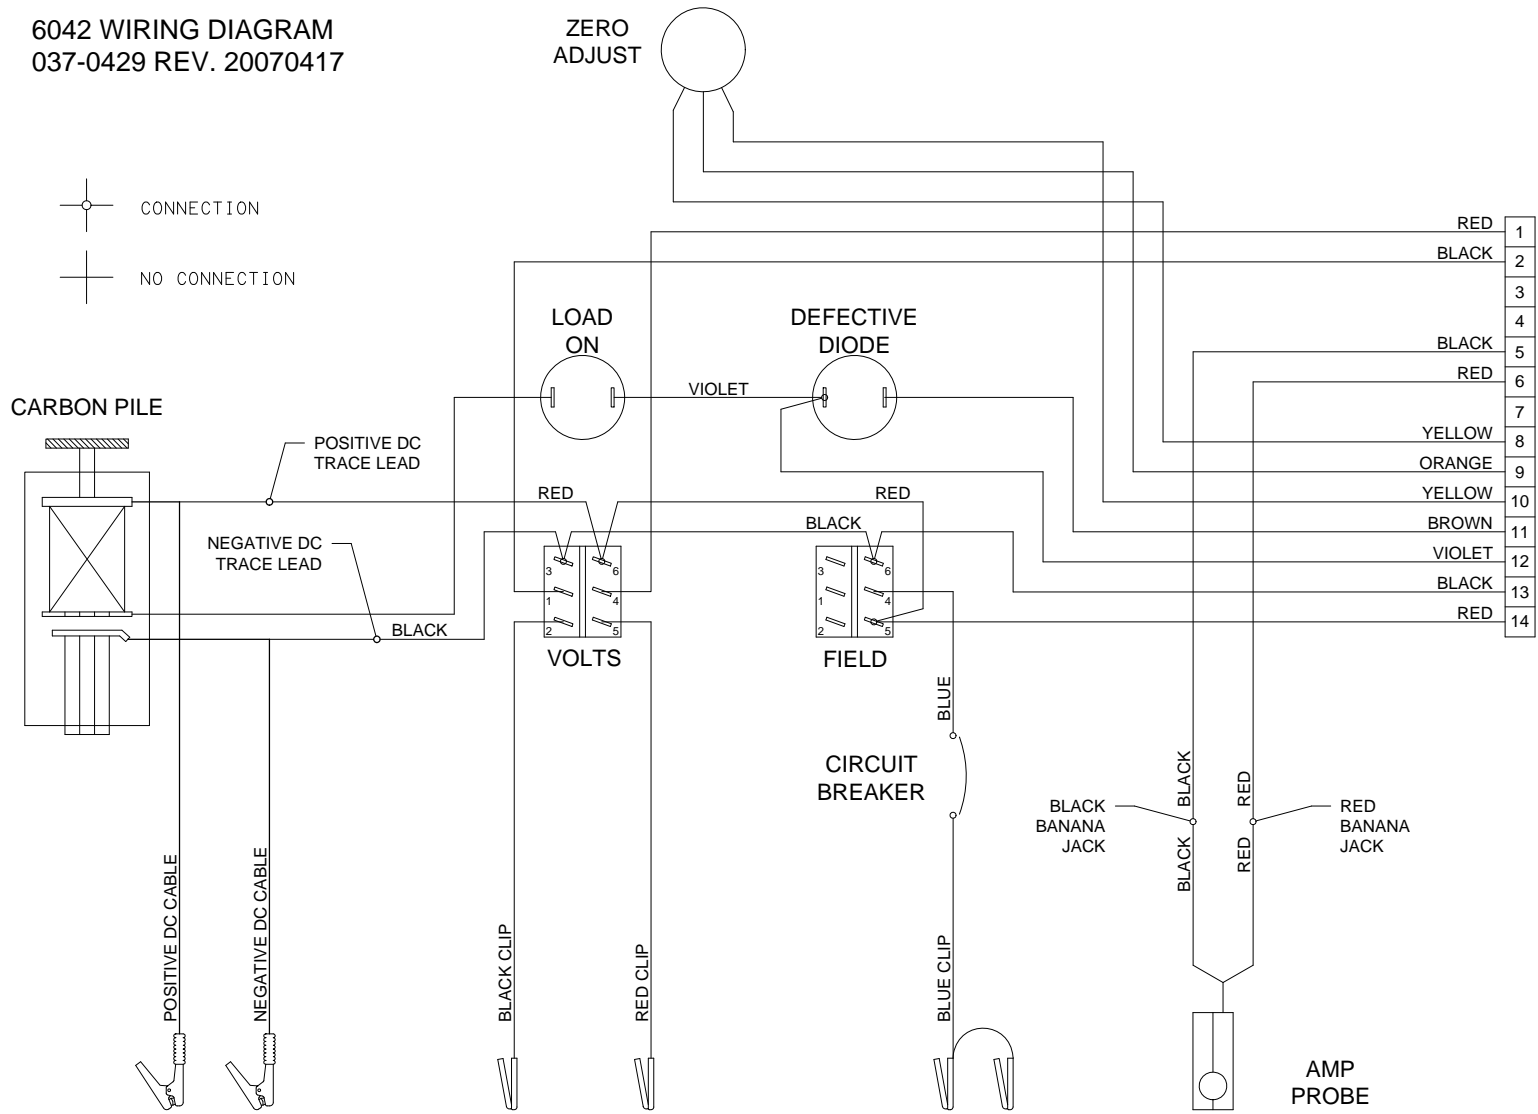 6042 WIRING DIAGRAM
037-0429 REV. 20070417
ZERO
ADJUST
CONNECTION
NO CONNECTION
RED
1
BLACK
2
3
4
BLACK
5
RED
6
7
YELLOW
8
ORANGE
9
YELLOW
10
BROWN
11
VIOLET
12
BLACK
13
RED
14
LOAD
ON
DEFECTIVE
DIODE
VIOLET
CARBON PILE
POSITIVE DC
TRACE LEAD
NEGATIVE DC
TRACE LEAD
RED
RED
BLACK
BLACK
3
6
1
4
2
5
VOLTS
3
6
1
4
2
5
FIELD
BLUE
CIRCUIT
BREAKER
BLACK
RED
BLACK
BANANA
JACK
RED
BANANA
JACK
BLACK
RED
POSITIVE DC CABLE
NEGATIVE DC CABLE
BLACK CLIP
RED CLIP
BLUE CLIP
AMP
PROBE